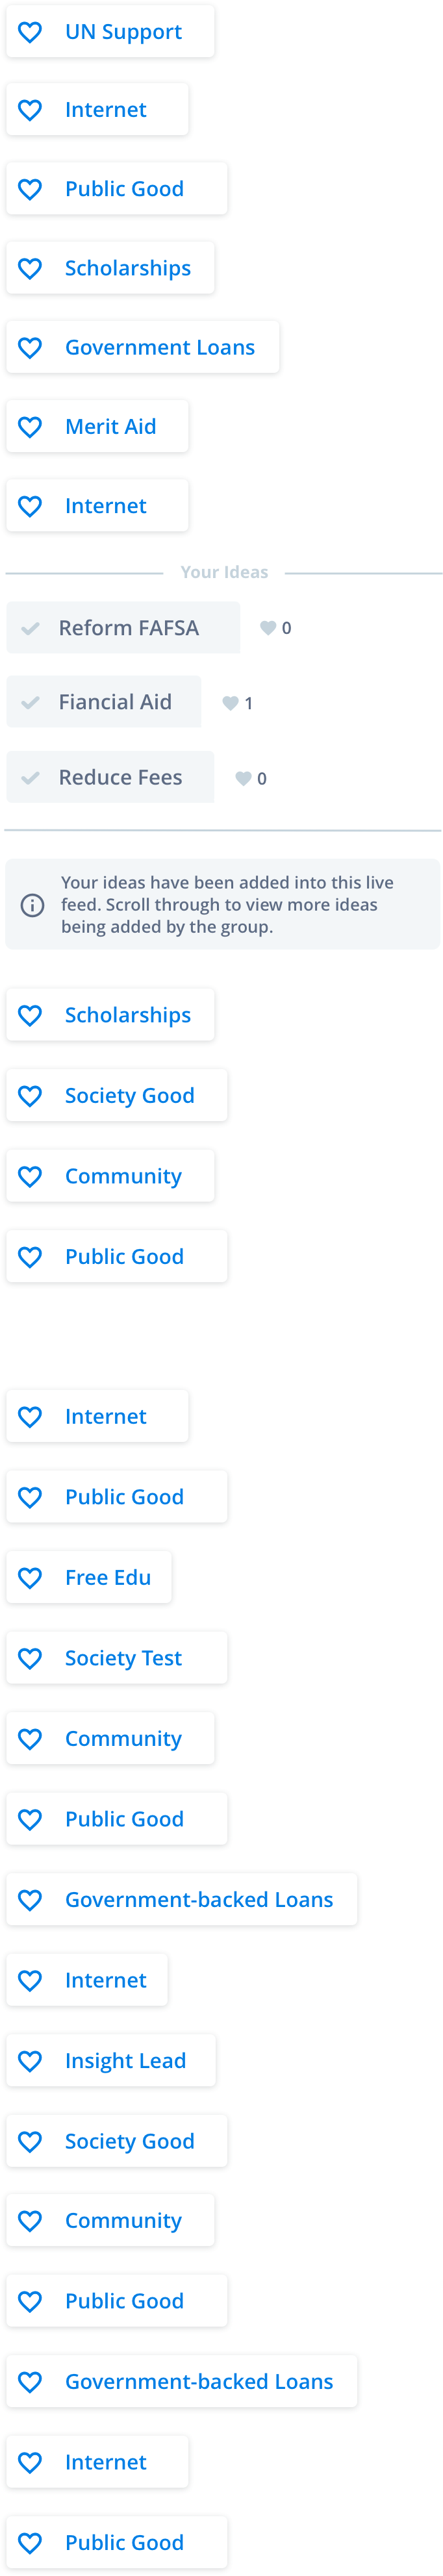 UN Support
Internet
Public Good
Scholarships
Government Loans
Merit Aid
Internet
Your Ideas
Reform FAFSA 0
Fiancial Aid 1
Reduce Fees 0
Your ideas have been added into this live
feed. Scroll through to view more ideas
being added by the group.
Scholarships
Society Good
Community
Public Good
Internet
Public Good
Free Edu
Society Test
Community
Public Good
Government-backed Loans
Internet
Insight Lead
Society Good
Community
Public Good
Government-backed Loans
Internet
Public Good